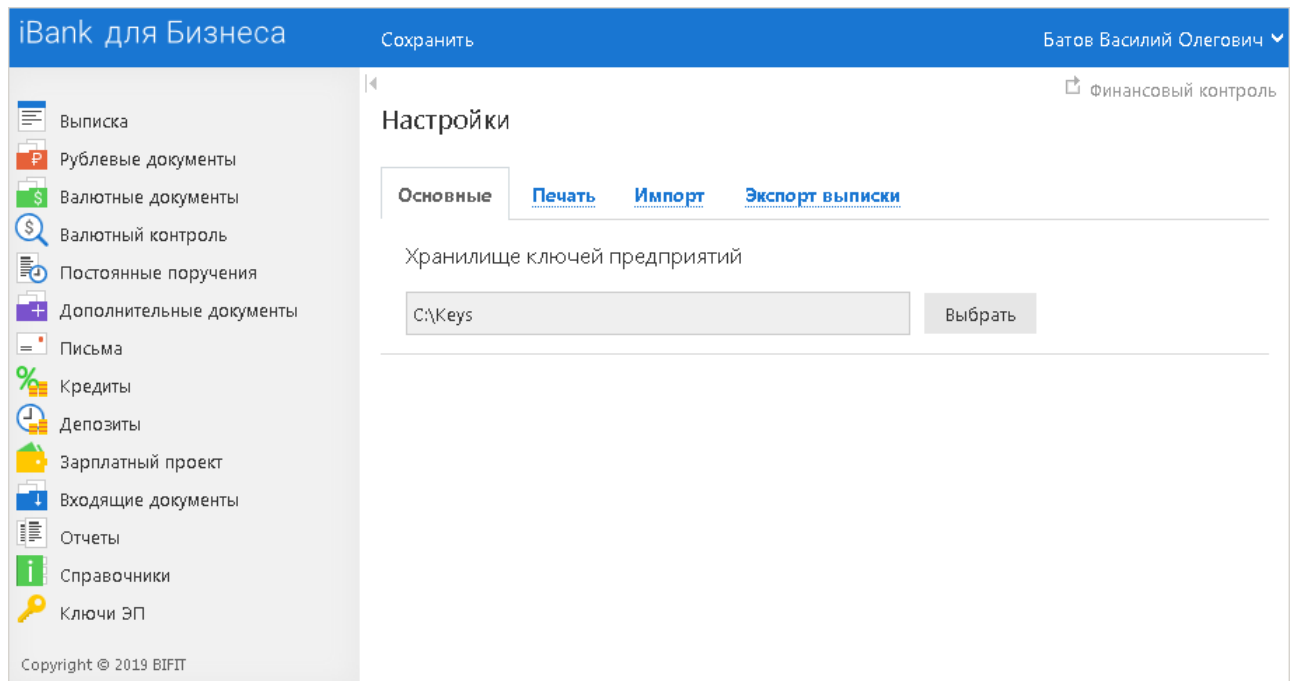 iBank для Бизнеса
Сохранить
Батов Василий Олегович
Финансовый контроль
Выписка
Рублевые документы
Валютные документы
Валютный контроль
Постоянные поручения
Дополнительные документы
Письма
Кредиты
Депозиты
Зарплатный проект
Входящие документы
Отчеты
Справочники
Ключи ЭП
Copyright © 2019 BIFIT
Настройки
Основные Печать Импорт Экспорт выписки
Хранилище ключей предприятий
C:\Keys Выбрать